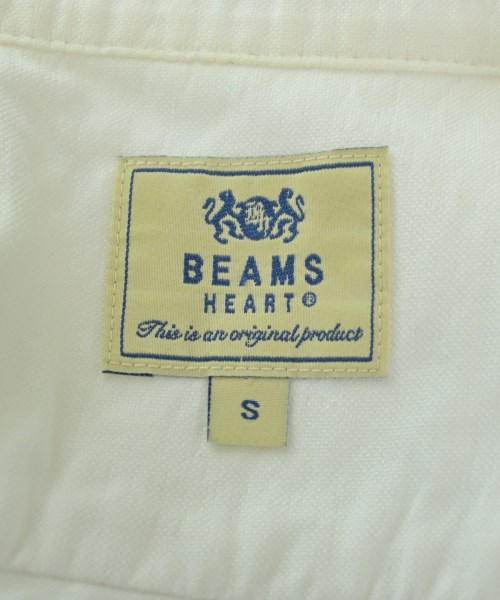 BEAMS
HEART®
This is an original product
S